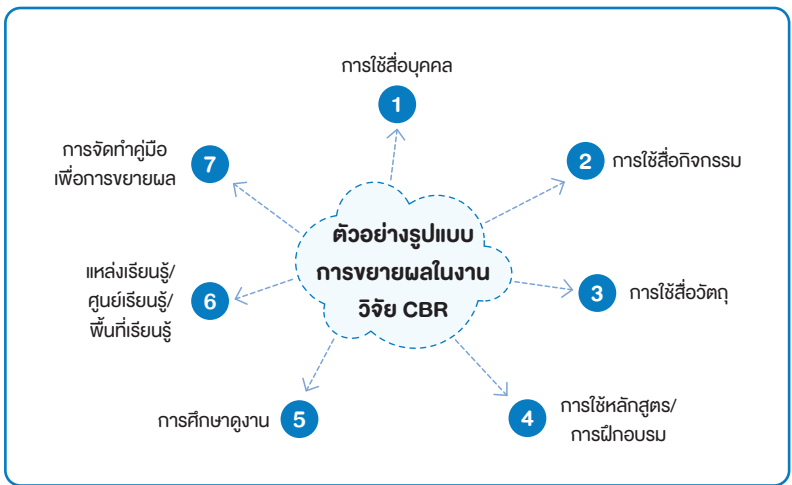 การใช้สื่อบุคคล
1
การจัดทำคู่มือ
เพื่อการขยายผล
7
2
การใช้สื่อกิจกรรม
ตัวอย่างรูปแบบ
การขยายผลในงาน
วิจัย CBR
แหล่งเรียนรู้/
ศูนย์เรียนรู้/
พื้นที่เรียนรู้
6
3
การใช้สื่อวัตถุ
การศึกษาดูงาน
5
4
การใช้หลักสูตร/
การฝึกอบรม